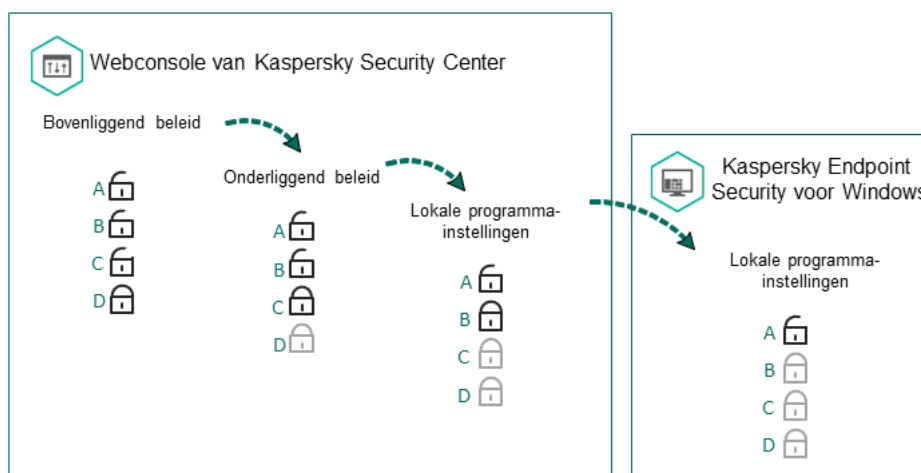 Webconsole van Kaspersky Security Center
Bovenliggend beleid
A
B
C
D
Onderliggend beleid
A
B
C
D
Lokale programma-
instellingen
A
B
C
D
Kaspersky Endpoint
Security voor Windows
Lokale programma-
instellingen
A
B
C
D